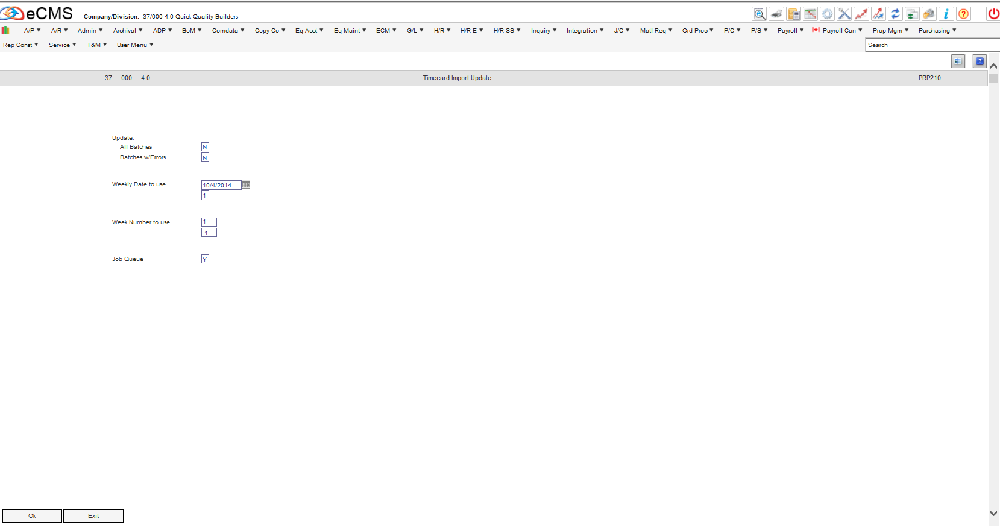 eCMS Company/Division: 37/000-4.0 Quick Quality Builders
A/P ▼ A/R ▼ Admin ▼ Archival ▼ ADP ▼ BoM ▼ Comdata ▼ Copy Co ▼ Eq Acct ▼ Eq Maint ▼ ECM ▼ G/L ▼ H/R ▼ H/R-E ▼ H/R-SS ▼ Inquiry ▼ Integration ▼ J/C ▼ Matl Req ▼ Ord Proc ▼ P/C ▼ P/S ▼ Payroll ▼ Payroll-Can ▼ Prop Mgm ▼ Purchasing ▼
Rep Const ▼ Service ▼ T&M ▼ User Menu ▼ Search
37 000 4.0 Timecard Import Update PRP210
Update:
All Batches N
Batches w/Errors N
Weekly Date to use 10/4/2014
1
Week Number to use 1
1
Job Queue Y
Ok Exit